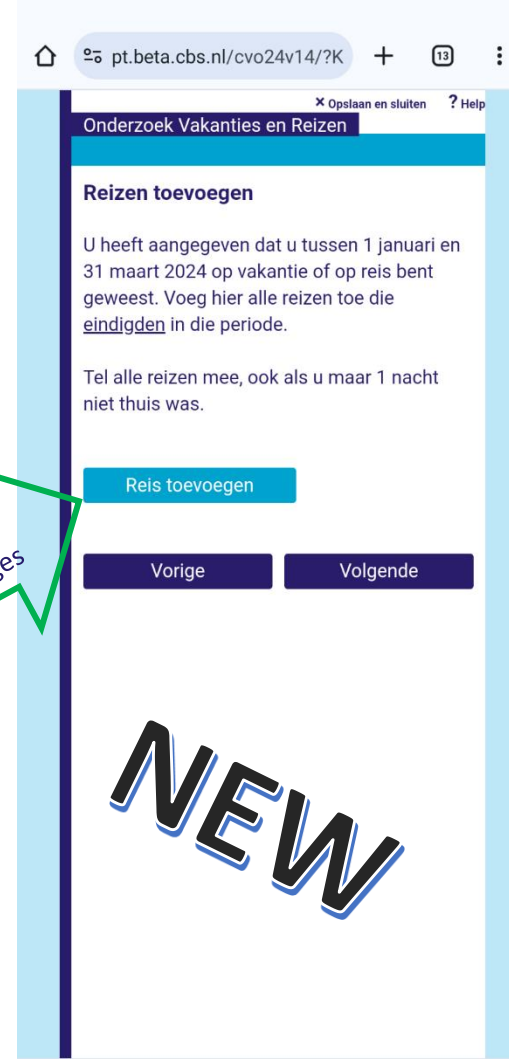 pt.beta.cbs.nl/cvo24v14/?K
13
× Opslaan en sluiten ? Help
Onderzoek Vakanties en Reizen
Reizen toevoegen
U heeft aangegeven dat u tussen 1 januari en
31 maart 2024 op vakantie of op reis bent
geweest. Voeg hier alle reizen toe die
eindigden in die periode.
Tel alle reizen mee, ook als u maar 1 nacht
niet thuis was.
Reis toevoegen
Vorige
Volgende
NEW